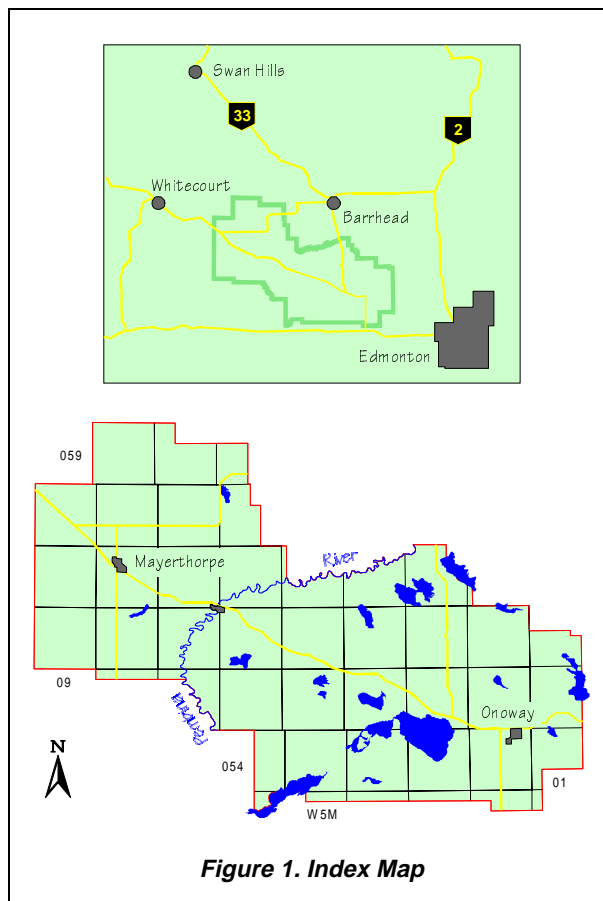 Swan Hills
33
2
Whitecourt
Barrhead
Edmonton
059
River
Mayerthorpe
09
Pembina
Onoway
N
054
01
W5M
Figure 1. Index Map